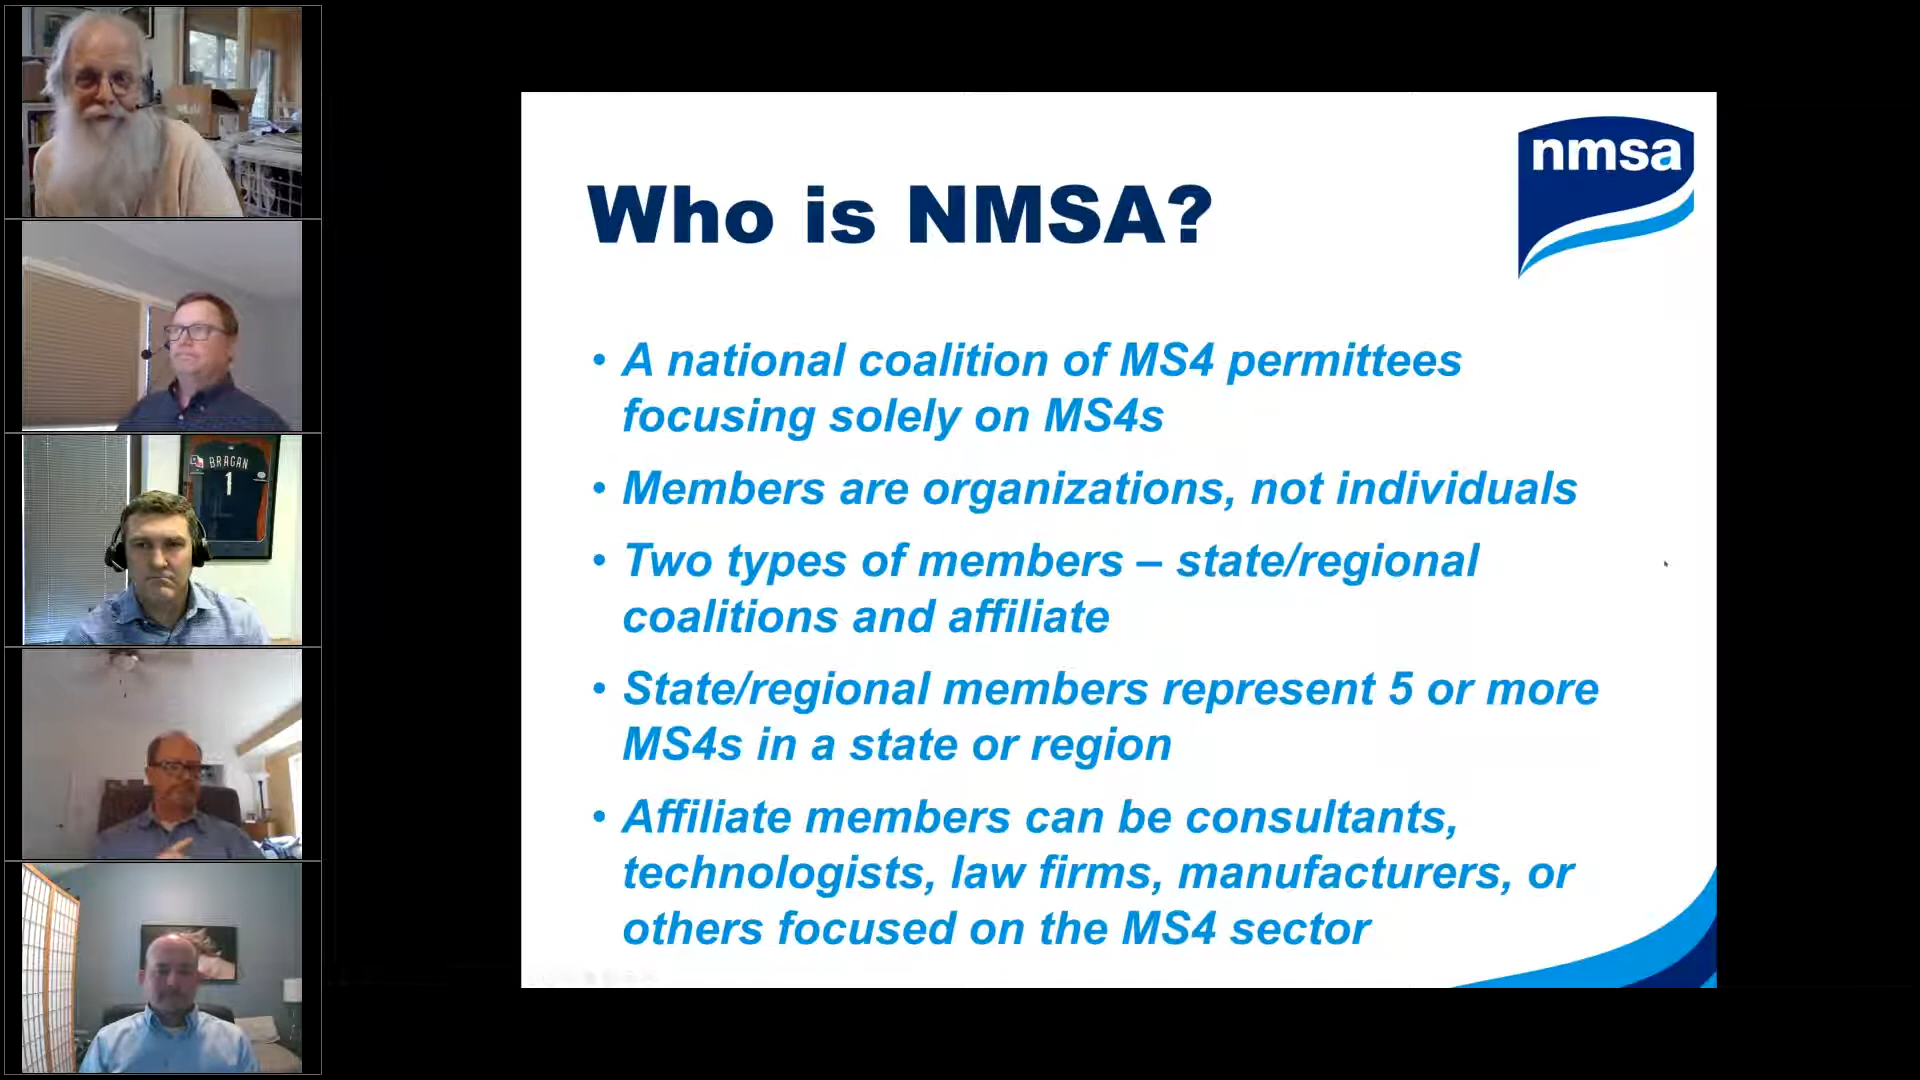 BRAGAN
1
nmsa
Who is NMSA?
• A national coalition of MS4 permittees
focusing solely on MS4s
• Members are organizations, not individuals
• Two types of members – state/regional
coalitions and affiliate
• State/regional members represent 5 or more
MS4s in a state or region
• Affiliate members can be consultants,
technologists, law firms, manufacturers, or
others focused on the MS4 sector